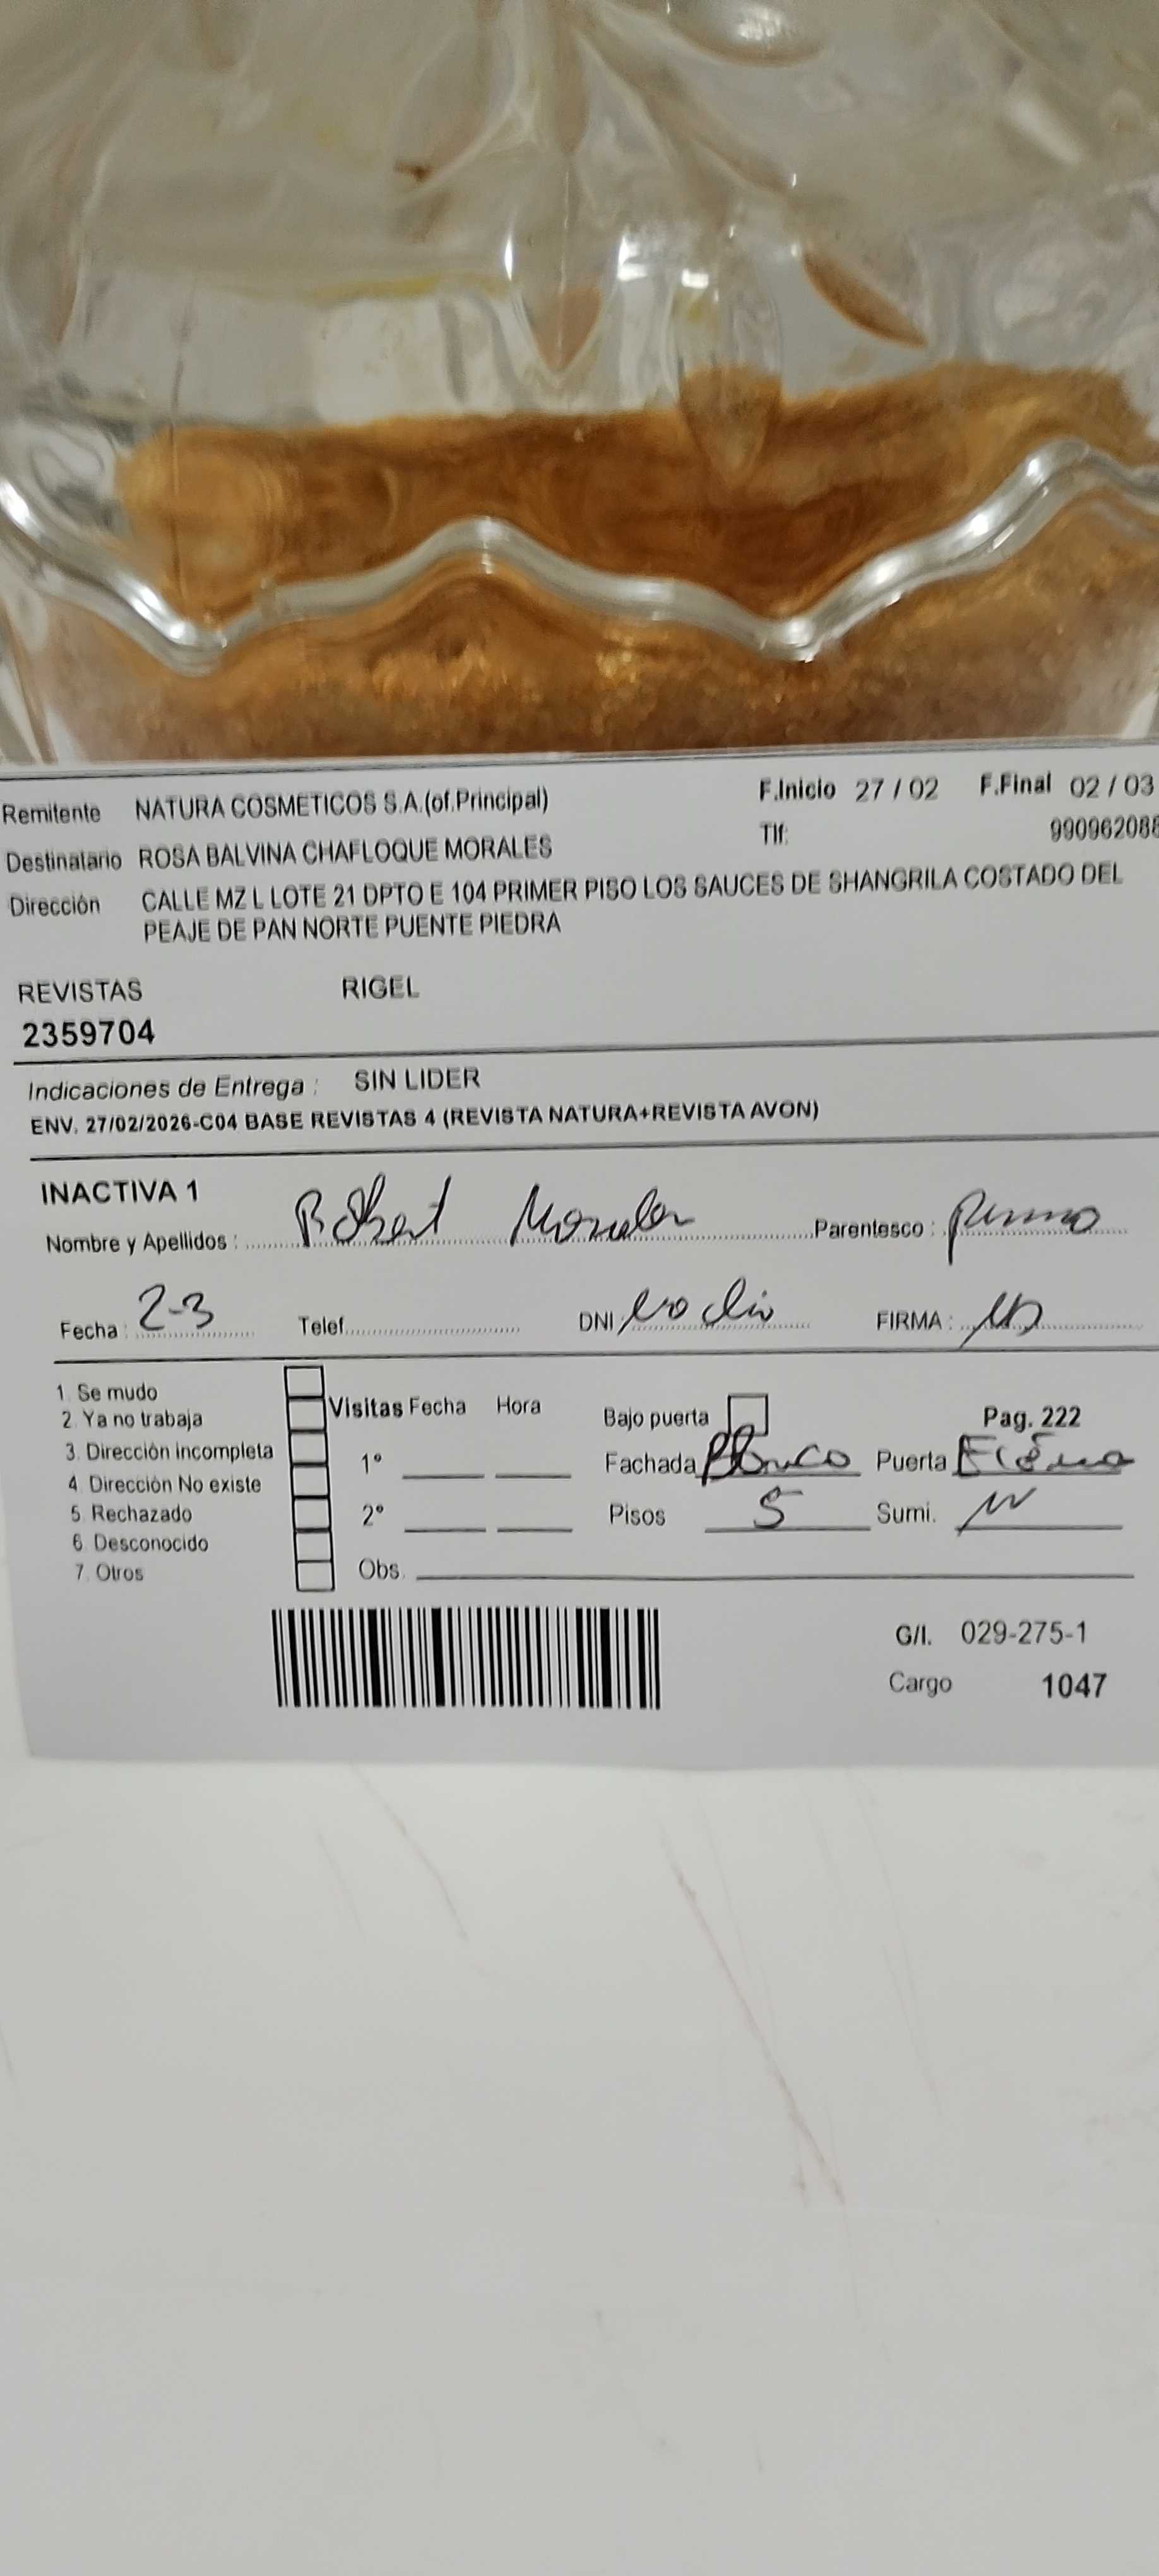 Remitente NATURA COSMETICOS S.A.(of.Principal) F.Inicio 27 / 02 F.Final 02 / 03
Destinatario ROSA BALVINA CHAFLOQUE MORALES Tlf: 990962088
Dirección CALLE MZ L LOTE 21 DPTO E 104 PRIMER PISO LOS SAUCES DE SHANGRILA COSTADO DEL
PEAJE DE PAN NORTE PUENTE PIEDRA
REVISTAS RIGEL
2359704
Indicaciones de Entrega : SIN LIDER
ENV. 27/02/2026-C04 BASE REVISTAS 4 (REVISTA NATURA+REVISTA AVON)
INACTIVA 1
Nombre y Apellidos : Robert Parentesco :
Fecha : 2-3 Telef. DNI FIRMA :
1. Se mudo
2. Ya no trabaja
3. Dirección incompleta
4. Dirección No existe
5. Rechazado
6. Desconocido
7. Otros
Visitas Fecha Hora
1°
2°
Obs.
Bajo puerta Pag. 222
Fachada Blanco Puerta
Pisos 5 Sumi.
G/I. 029-275-1
Cargo 1047